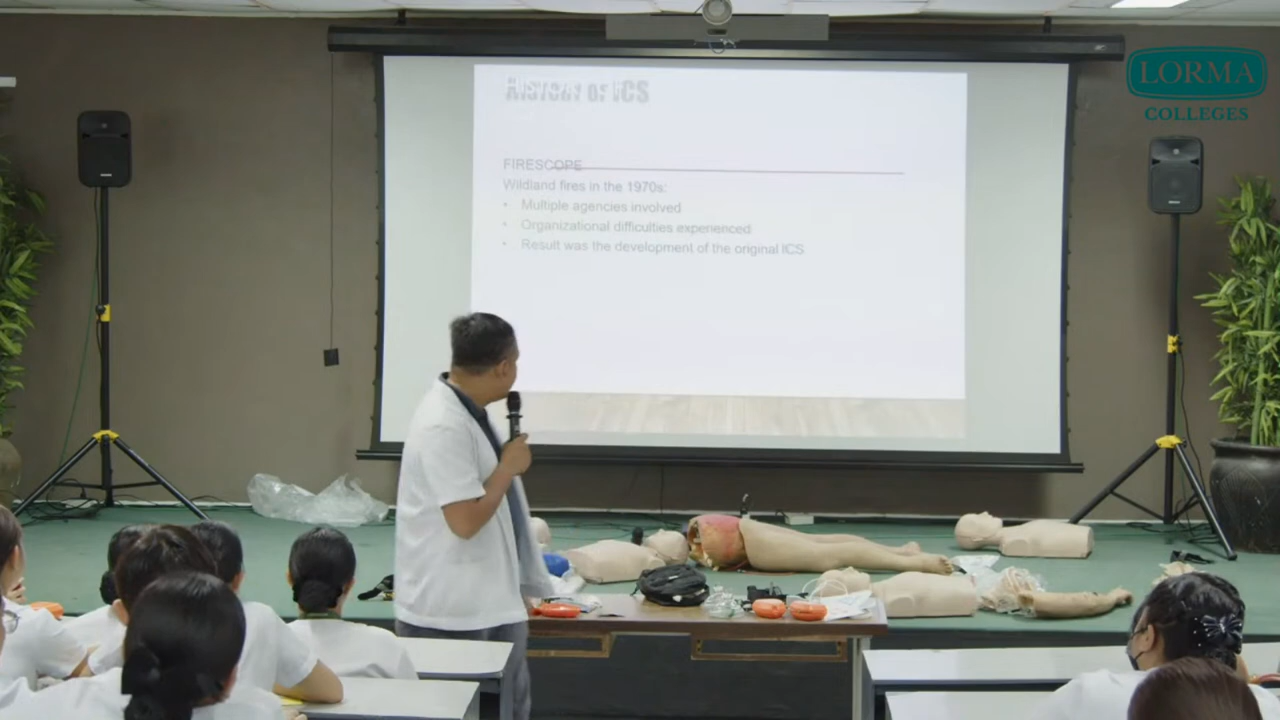 History of ICS
LORMA
COLLEGES
FIRESCOPE
Wildland fires in the 1970s:
• Multiple agencies involved
• Organizational difficulties experienced
• Result was the development of the original ICS